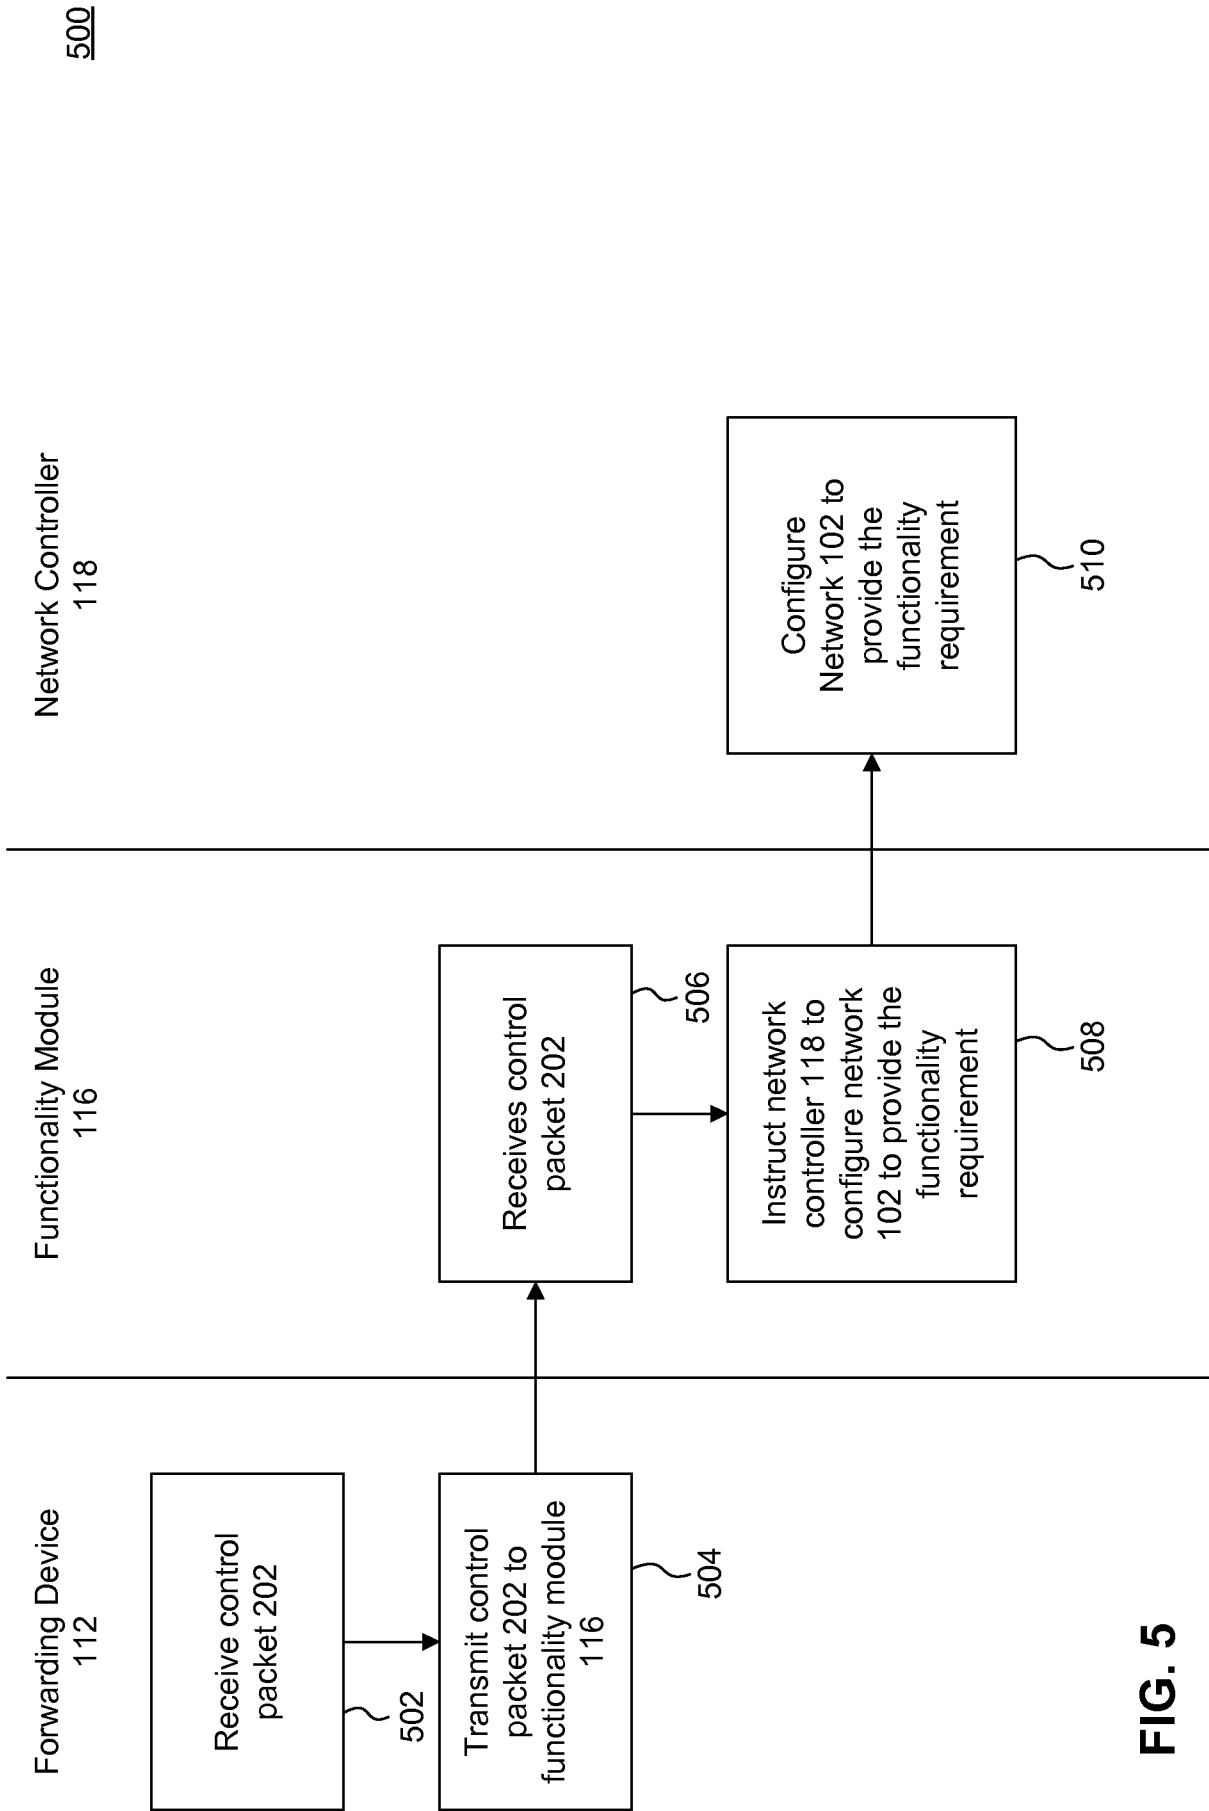 500
Forwarding Device
112
Functionality Module
116
Network Controller
118
Receive control
packet 202
502
Transmit control
packet 202 to
functionality module
116
504
Receives control
packet 202
506
Instruct network
controller 118 to
configure network
102 to provide the
functionality
requirement
508
Configure
Network 102 to
provide the
functionality
requirement
510
FIG. 5